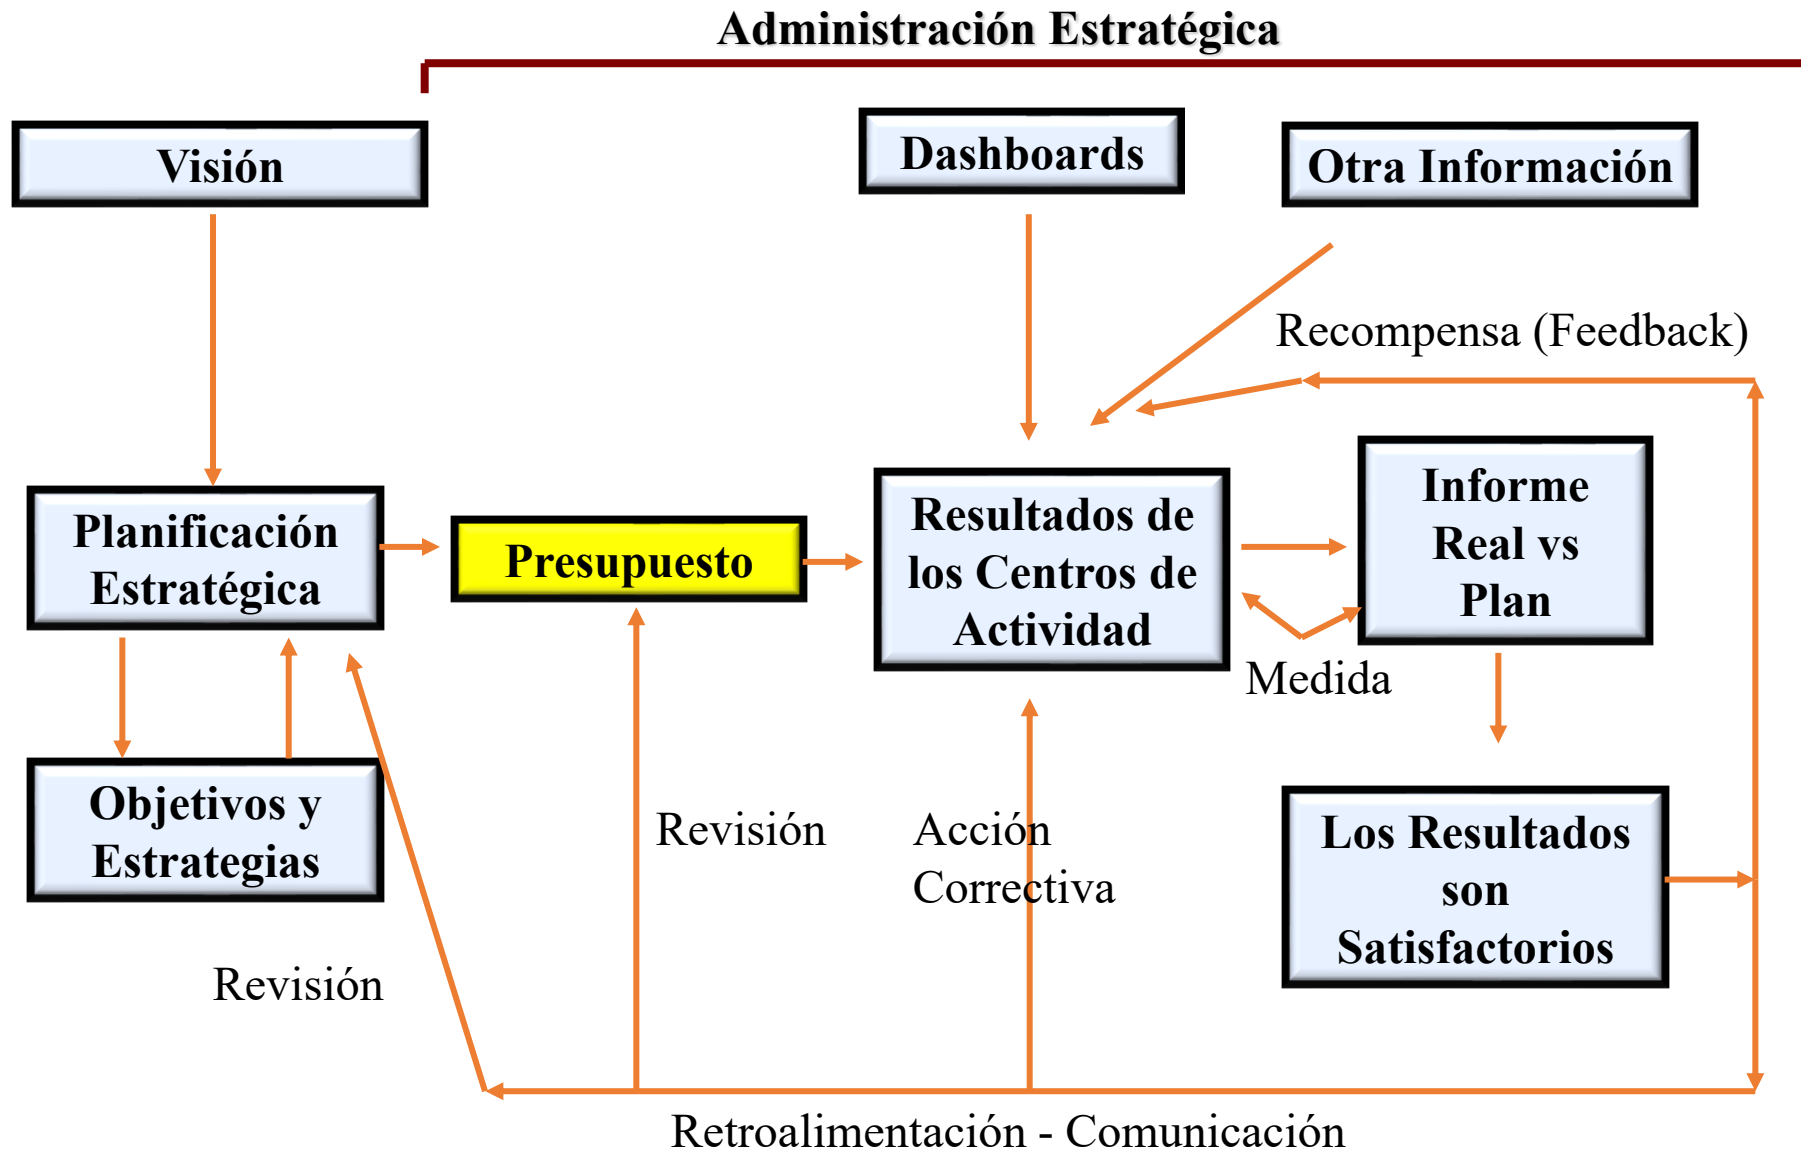 Administración Estratégica
Visión
Dashboards
Otra Información
Recompensa (Feedback)
Planificación
Estratégica
Presupuesto
Resultados de
los Centros de
Actividad
Informe
Real vs
Plan
Medida
Objetivos y
Estrategias
Revisión
Acción
Correctiva
Los Resultados
son
Satisfactorios
Revisión
Retroalimentación - Comunicación